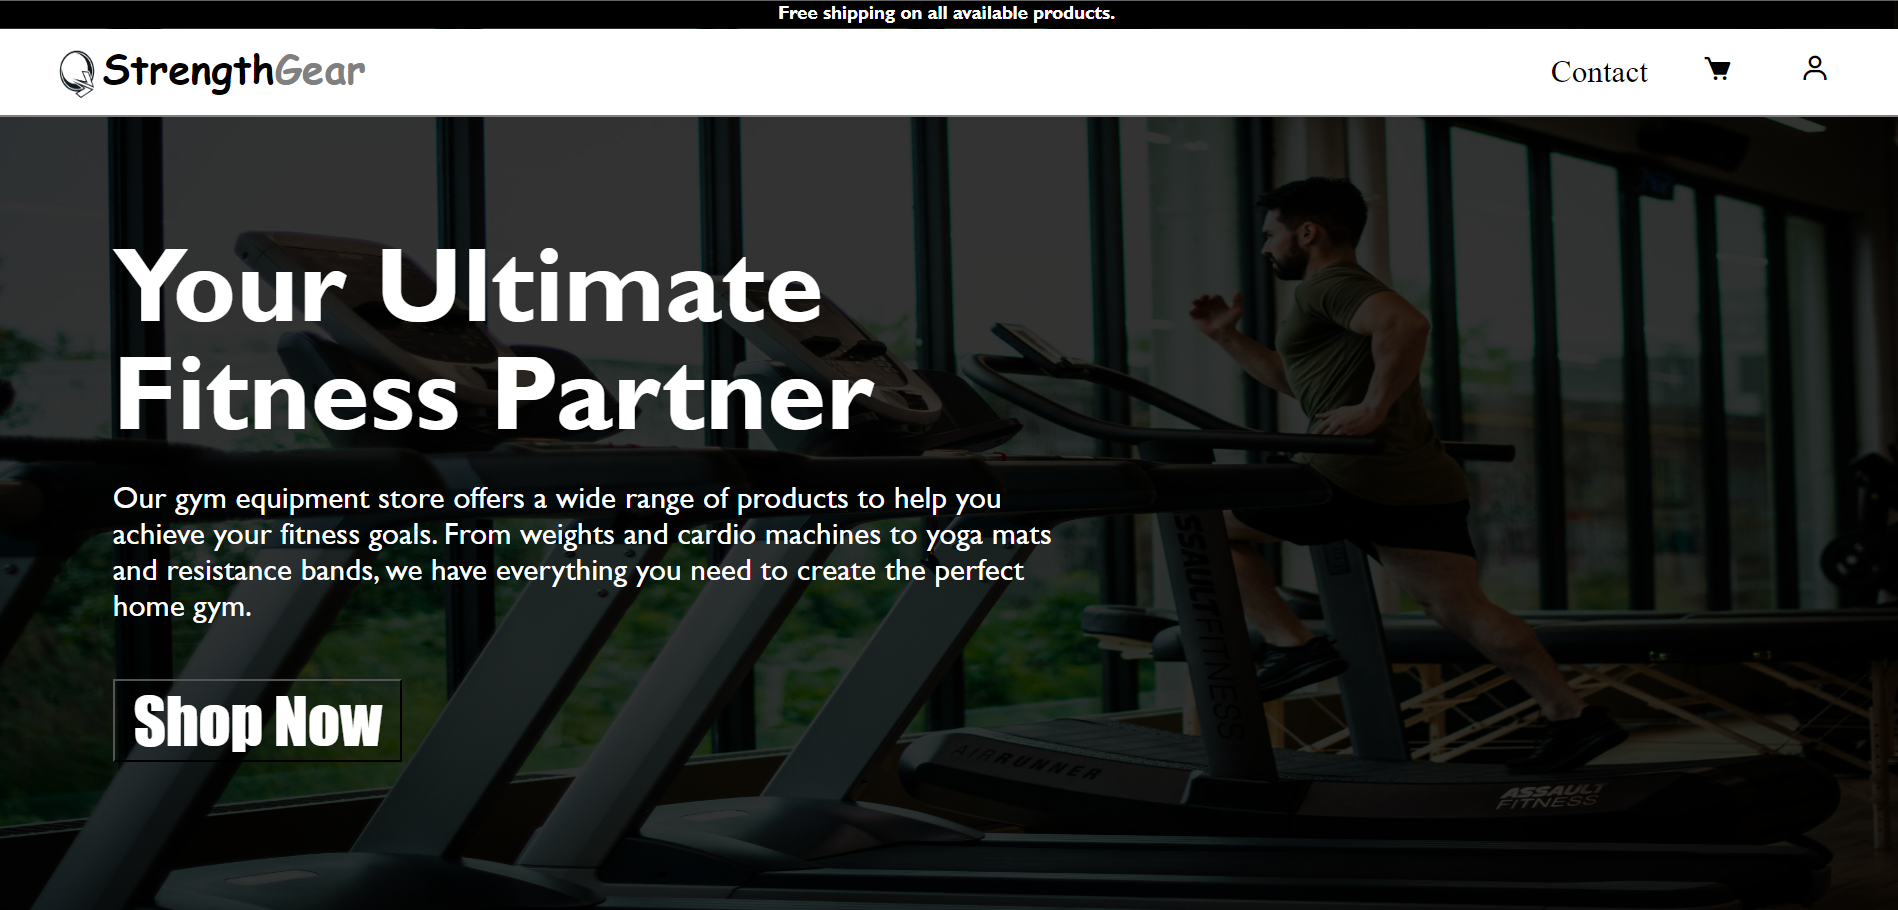 Free shipping on all available products.
StrengthGear
Contact
Your Ultimate
Fitness Partner
Our gym equipment store offers a wide range of products to help you
achieve your fitness goals. From weights and cardio machines to yoga mats
and resistance bands, we have everything you need to create the perfect
home gym.
Shop Now
ASSAULT FITNESS
AIRRUNNER
ASSAULT
FITNESS